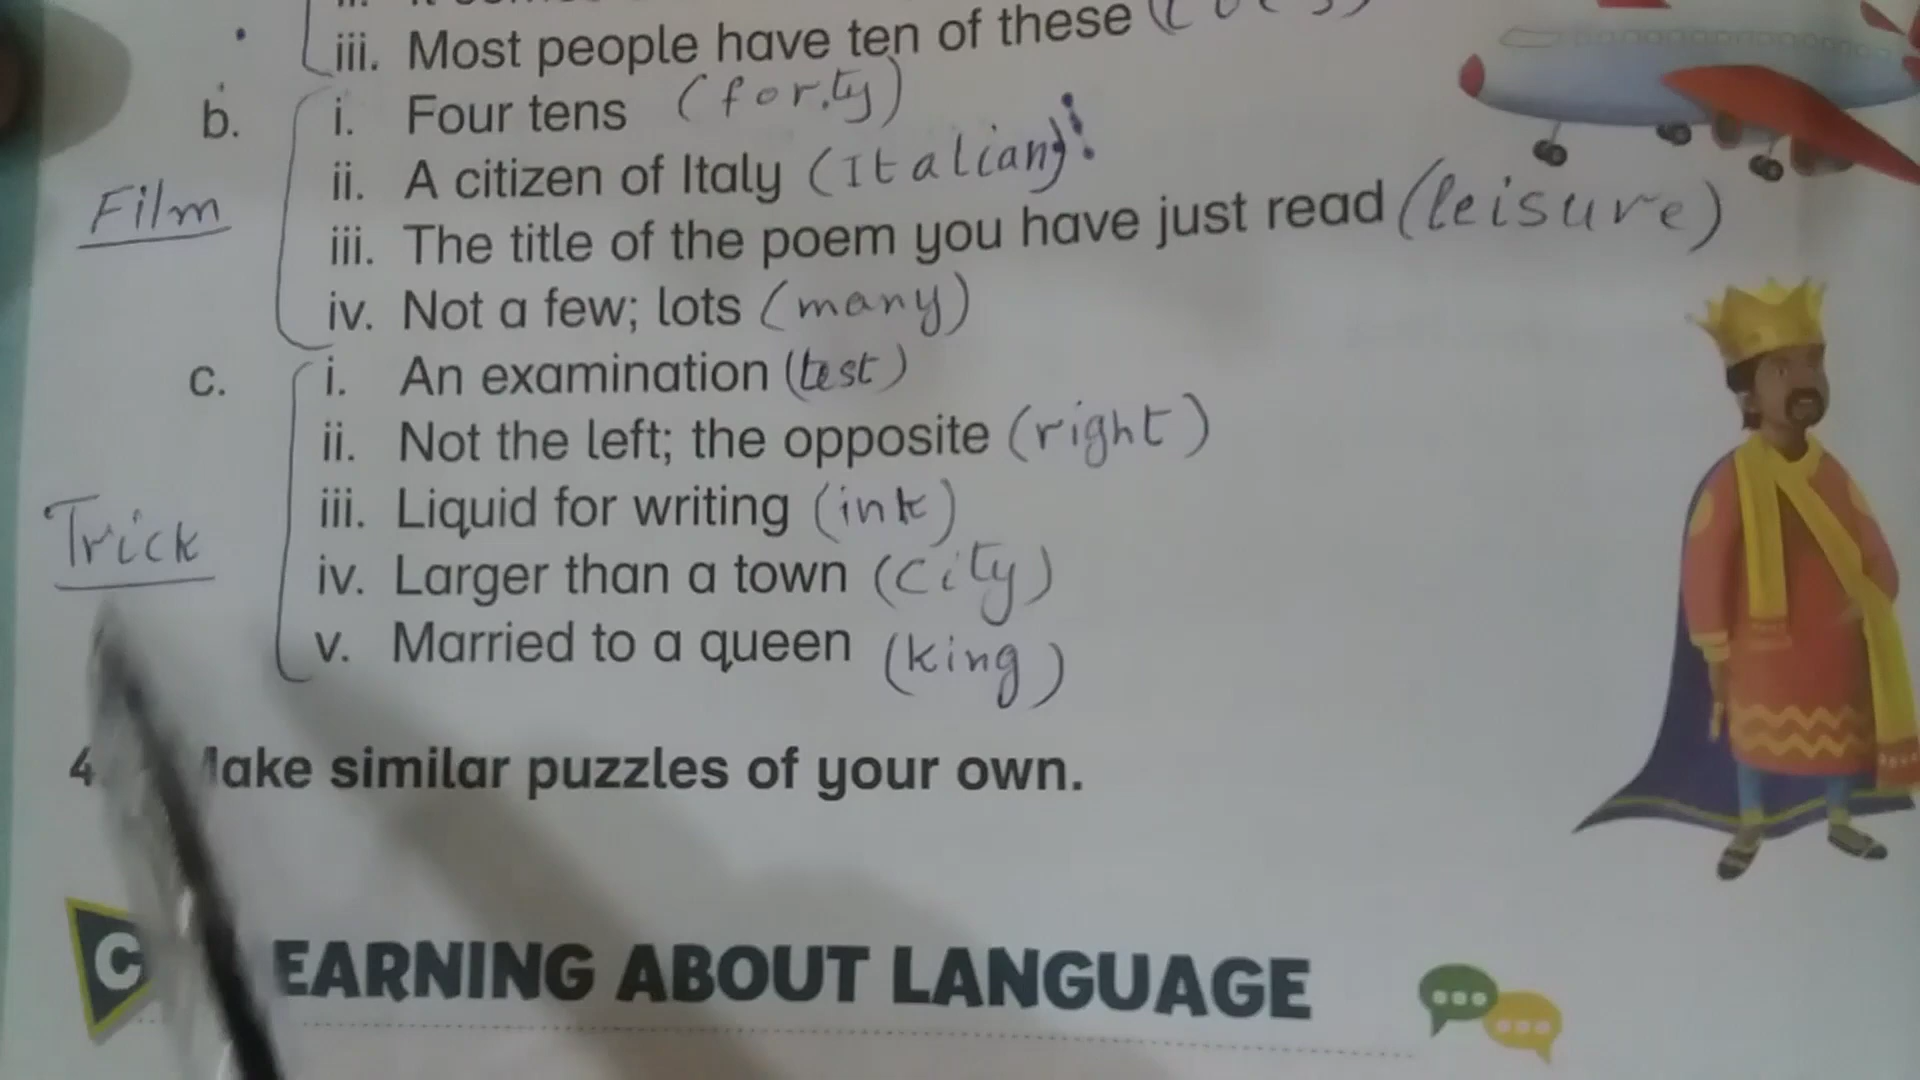 iii. Most people have ten of these
b. i. Four tens (forty)
ii. A citizen of Italy (Italian)
Film
iii. The title of the poem you have just read (leisure)
iv. Not a few; lots (many)
c. i. An examination (test)
ii. Not the left; the opposite (right)
iii. Liquid for writing (ink)
Trick
iv. Larger than a town (City)
v. Married to a queen (king)
4 ake similar puzzles of your own.
C EARNING ABOUT LANGUAGE